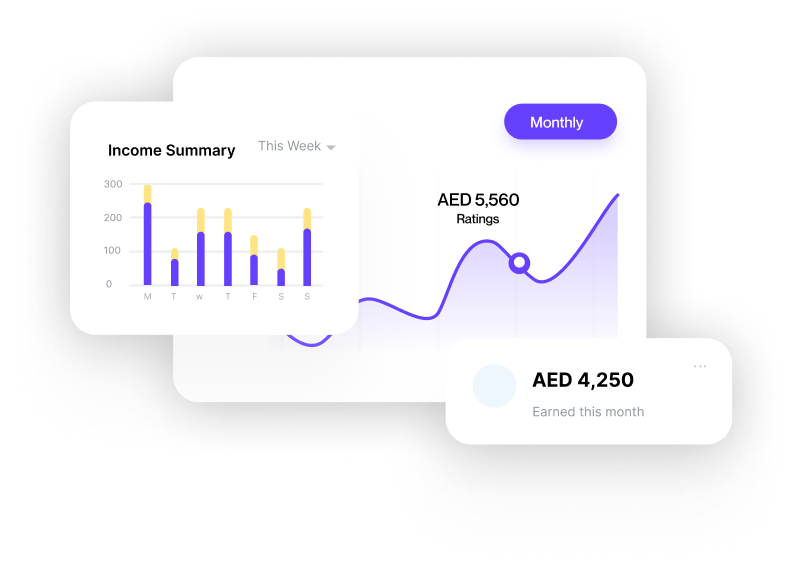 Monthly
Income Summary
This Week
AED 5,560
Ratings
300
200
100
0
M T w T F S S
AED 4,250
Earned this month